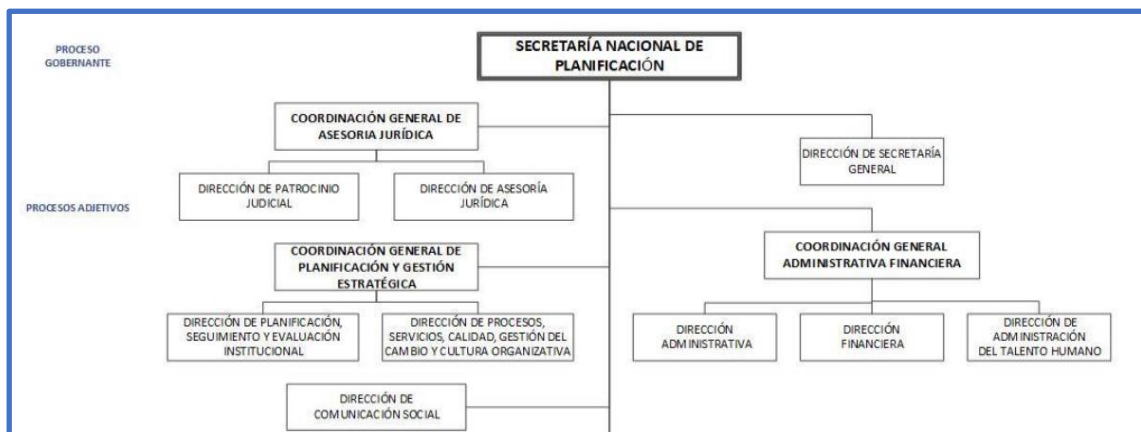 PROCESO
GOBERNANTE
SECRETARÍA NACIONAL DE
PLANIFICACIÓN
COORDINACIÓN GENERAL DE
ASESORIA JURÍDICA
DIRECCIÓN DE SECRETARÍA
GENERAL
DIRECCIÓN DE PATROCINIO
JUDICIAL
DIRECCIÓN DE ASESORÍA
JURÍDICA
PROCESOS ADJETIVOS
COORDINACIÓN GENERAL DE
PLANIFICACIÓN Y GESTIÓN
ESTRATÉGICA
COORDINACIÓN GENERAL
ADMINISTRATIVA FINANCIERA
DIRECCIÓN DE PLANIFICACIÓN,
SEGUIMIENTO Y EVALUACIÓN
INSTITUCIONAL
DIRECCIÓN DE PROCESOS,
SERVICIOS, CALIDAD, GESTIÓN DEL
CAMBIO Y CULTURA ORGANIZATIVA
DIRECCIÓN
ADMINISTRATIVA
DIRECCIÓN
FINANCIERA
DIRECCIÓN DE
ADMINISTRACIÓN
DEL TALENTO HUMANO
DIRECCIÓN DE
COMUNICACIÓN SOCIAL